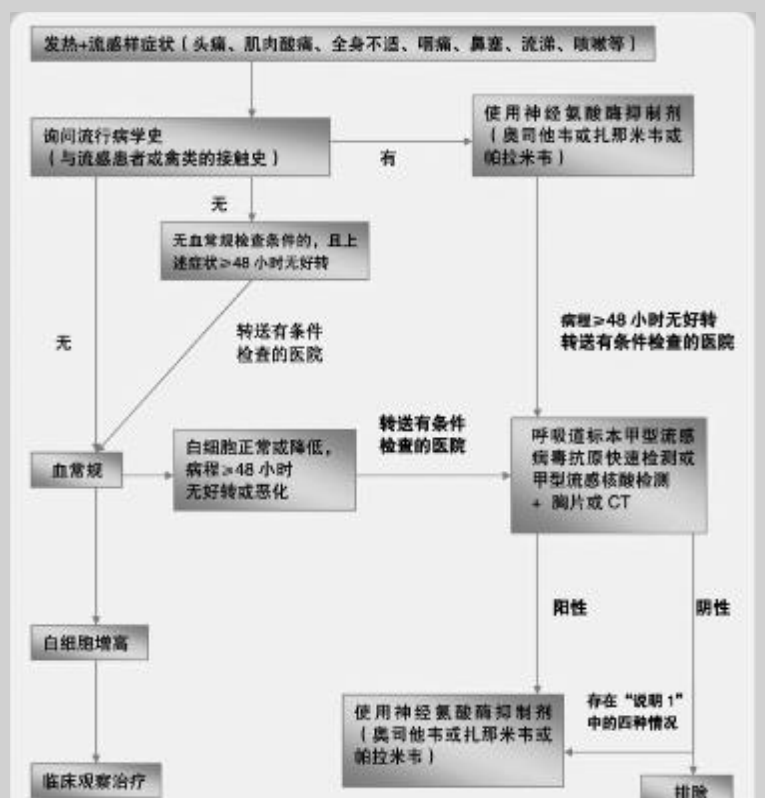 发热+流感样症状（头痛、肌肉酸痛、全身不适、咽痛、鼻塞、流涕、咳嗽等）
询问流行病学史
（与流感患者或禽类的接触史）
有
使用神经氨酸酶抑制剂
（奥司他韦或扎那米韦或
帕拉米韦）
无
无血常规检查条件的，且上
述症状≥48 小时无好转
无
转送有条件
检查的医院
病程≥48 小时无好转
转送有条件检查的医院
血常规
白细胞正常或降低，
病程≥48 小时
无好转或恶化
转送有条件
检查的医院
呼吸道标本甲型流感
病毒抗原快速检测或
甲型流感核酸检测
+ 胸片或 CT
阳性
阴性
白细胞增高
使用神经氨酸酶抑制剂
（奥司他韦或扎那米韦或
帕拉米韦）
存在“说明 1”
中的四种情况
临床观察治疗
排除